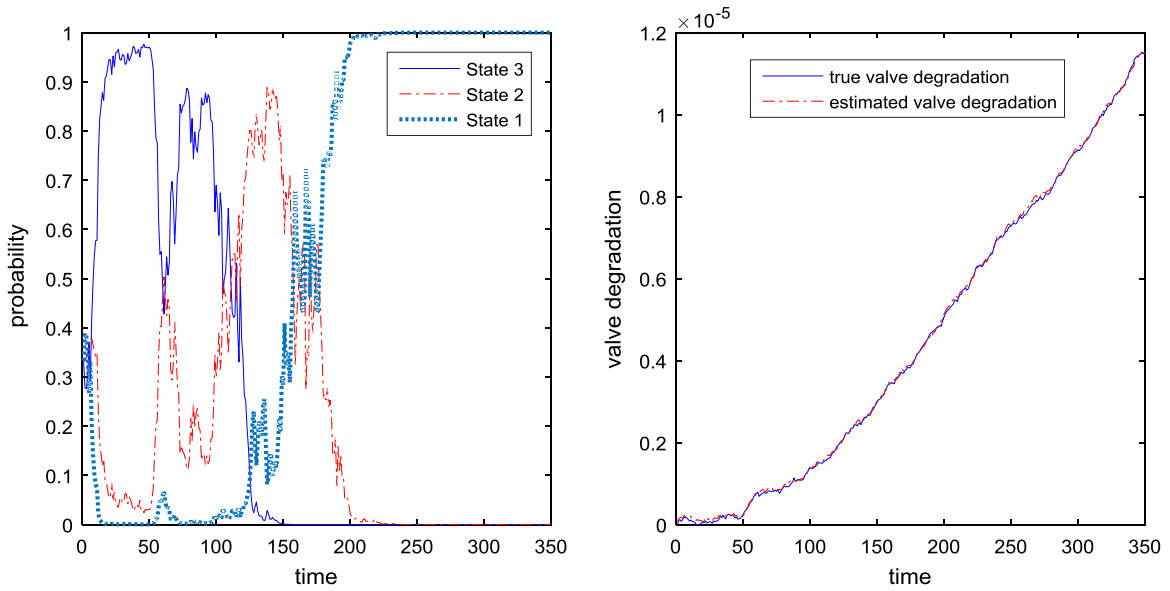 1
0.9
0.8
0.7
0.6
0.5
0.4
0.3
0.2
0.1
0
probability
State 3
State 2
State 1
0 50 100 150 200 250 300 350
time
×10-5
1.2
1
0.8
0.6
0.4
0.2
0
valve degradation
true valve degradation
estimated valve degradation
0 50 100 150 200 250 300 350
time